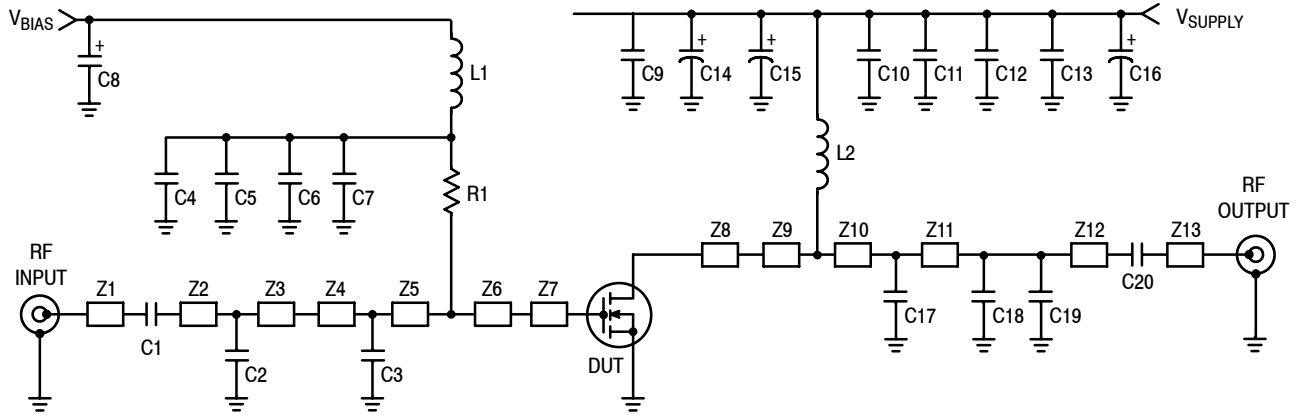 VBIAS
+
C8
L1
C4
C5
C6
C7
R1
RF
INPUT
Z1
C1
Z2
C2
Z3
Z4
C3
Z5
Z6
Z7
DUT
C9
+
C14
+
C15
C10
C11
C12
C13
+
C16
VSUPPLY
L2
Z8
Z9
Z10
C17
Z11
C18
C19
Z12
C20
Z13
RF
OUTPUT